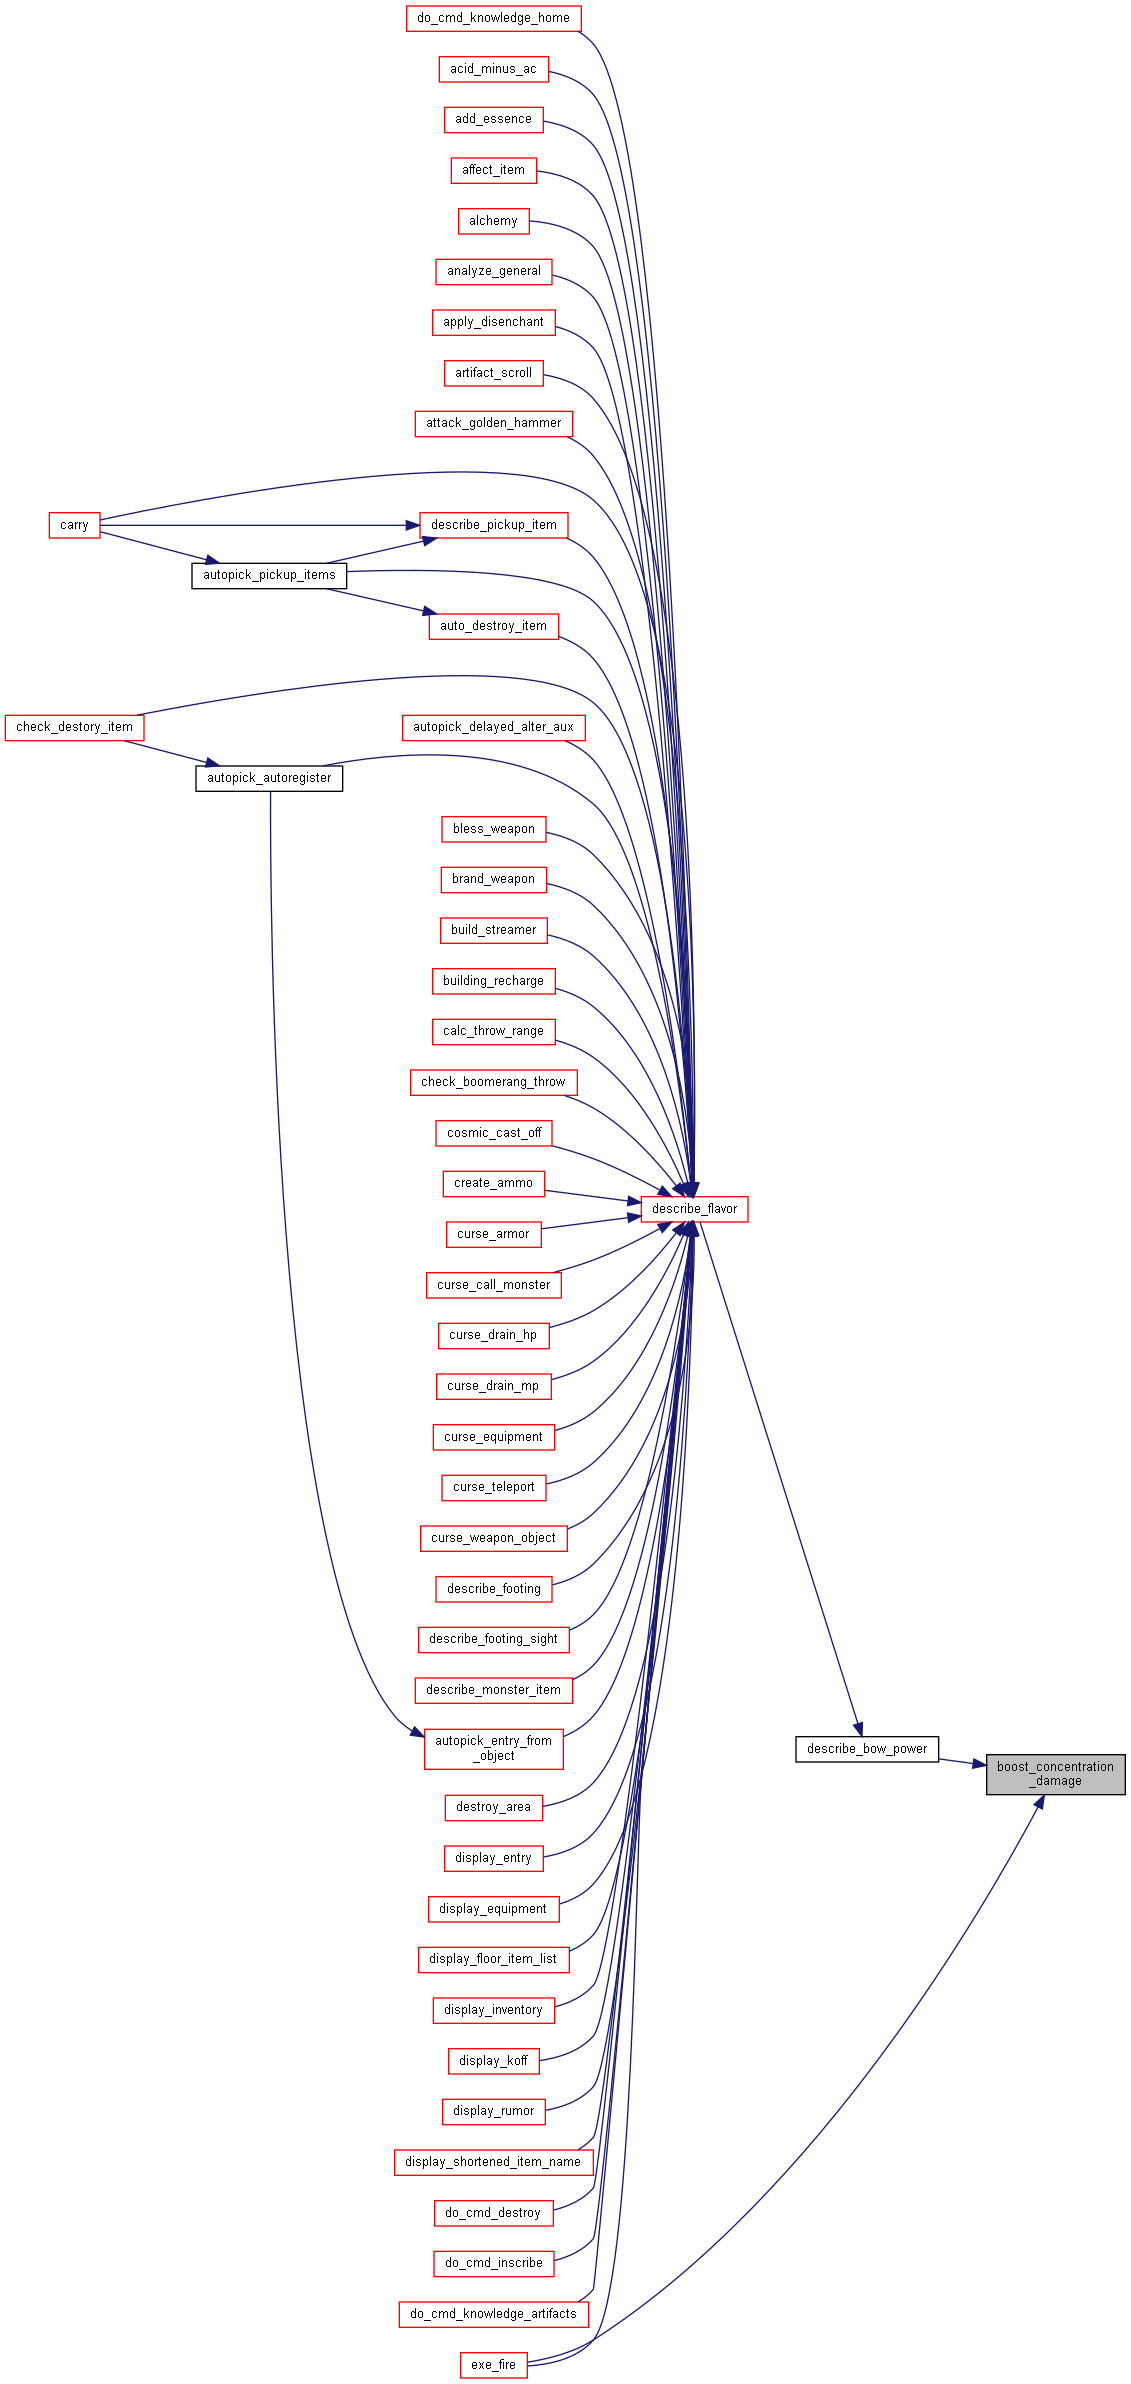 do_cmd_knowledge_home
acid_minus_ac
add_essence
affect_item
alchemy
analyze_general
apply_disenchant
artifact_scroll
attack_golden_hammer
carry
describe_pickup_item
autopick_pickup_items
auto_destroy_item
check_destory_item
autopick_delayed_alter_aux
autopick_autoregister
bless_weapon
brand_weapon
build_streamer
building_recharge
calc_throw_range
check_boomerang_throw
cosmic_cast_off
create_ammo
describe_flavor
curse_armor
curse_call_monster
curse_drain_hp
curse_drain_mp
curse_equipment
curse_teleport
curse_weapon_object
describe_footing
describe_footing_sight
describe_monster_item
autopick_entry_from
_object
describe_bow_power
boost_concentration
_damage
destroy_area
display_entry
display_equipment
display_floor_item_list
display_inventory
display_koff
display_rumor
display_shortened_item_name
do_cmd_destroy
do_cmd_inscribe
do_cmd_knowledge_artifacts
exe_fire